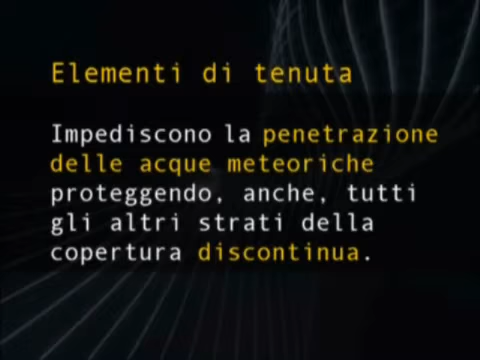 Elementi di tenuta
Impediscono la penetrazione
delle acque meteoriche
proteggendo, anche, tutti
gli altri strati della
copertura discontinua.